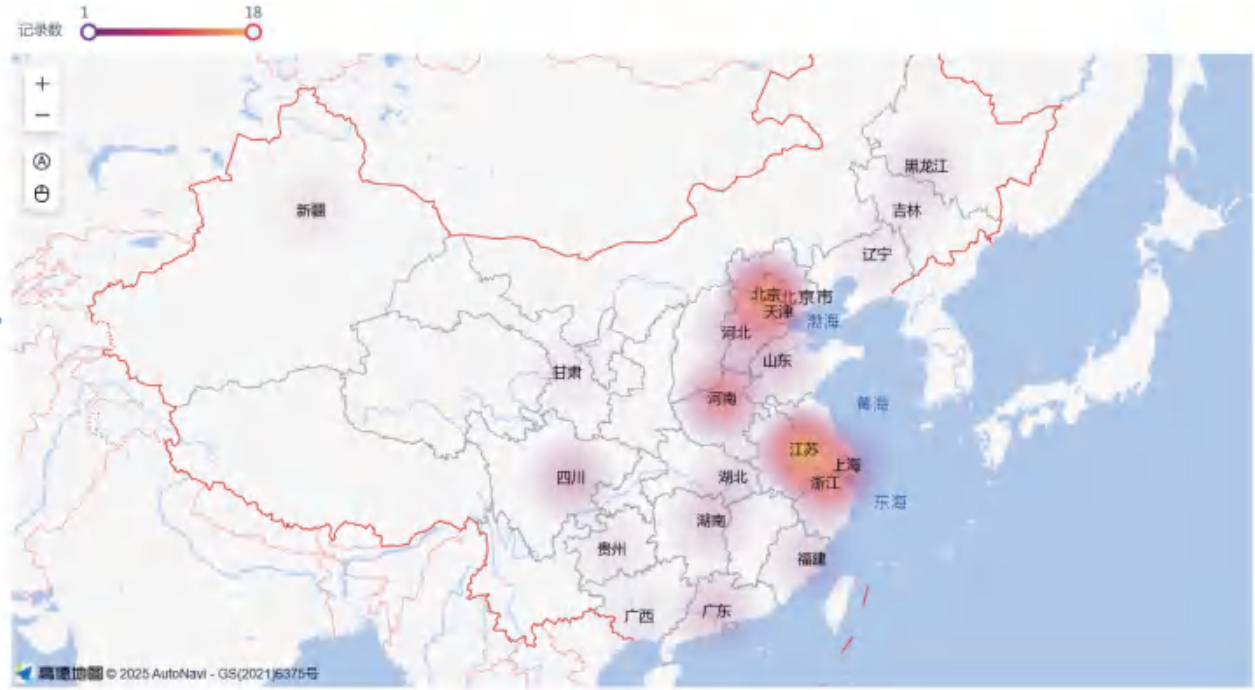 1 18
记录数
+
−
A
黑龙江
新疆
吉林
辽宁
北京 北京市
天津
渤海
河北
山东
甘肃
河南
黄海
江苏
上海
四川
湖北
浙江
东海
湖南
贵州
福建
广西
广东
高德地图 © 2025 AutoNavi - GS(2021)6375号